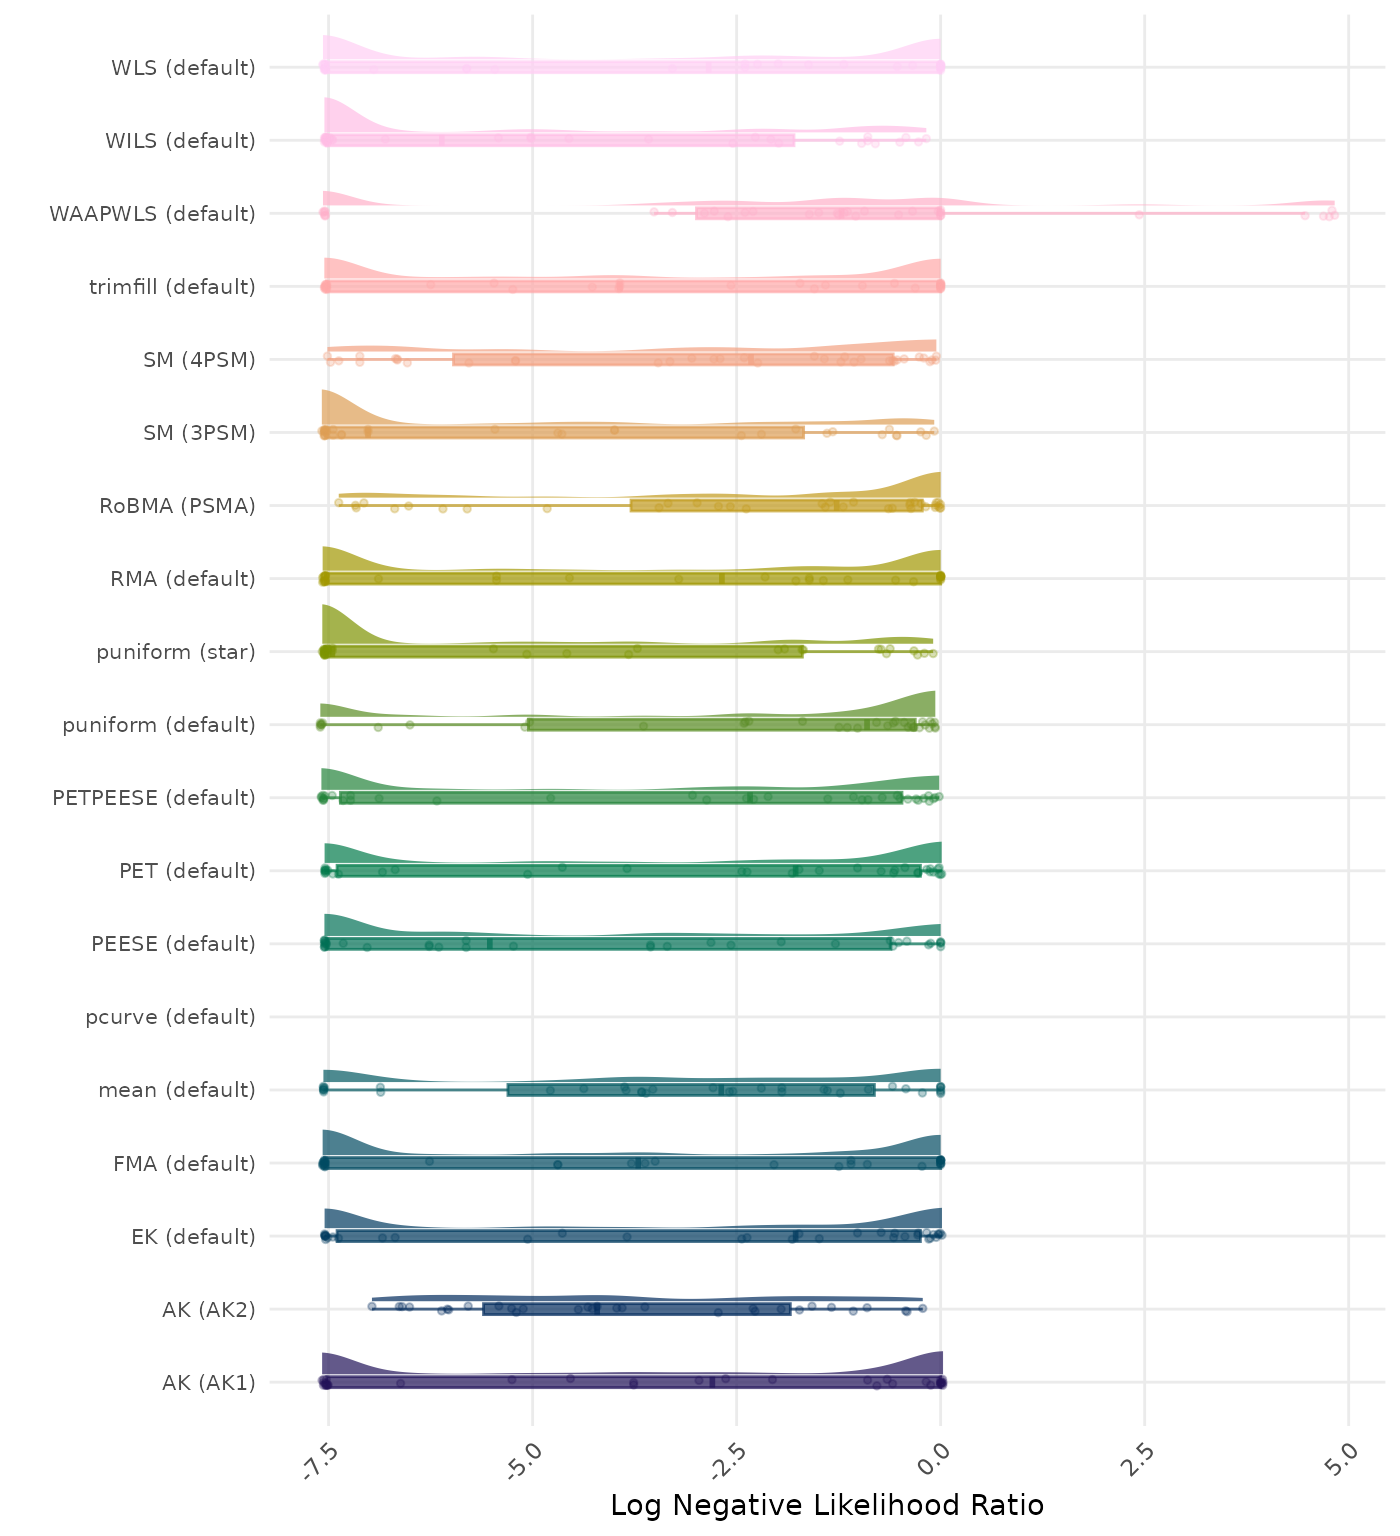 WLS (default)
WILS (default)
WAAPWLS (default)
trimfill (default)
SM (4PSM)
SM (3PSM)
RoBMA (PSMA)
RMA (default)
puniform (star)
puniform (default)
PETPEESE (default)
PET (default)
PEESE (default)
pcurve (default)
mean (default)
FMA (default)
EK (default)
AK (AK2)
AK (AK1)
-7.5 -5.0 -2.5 0.0 2.5 5.0
Log Negative Likelihood Ratio